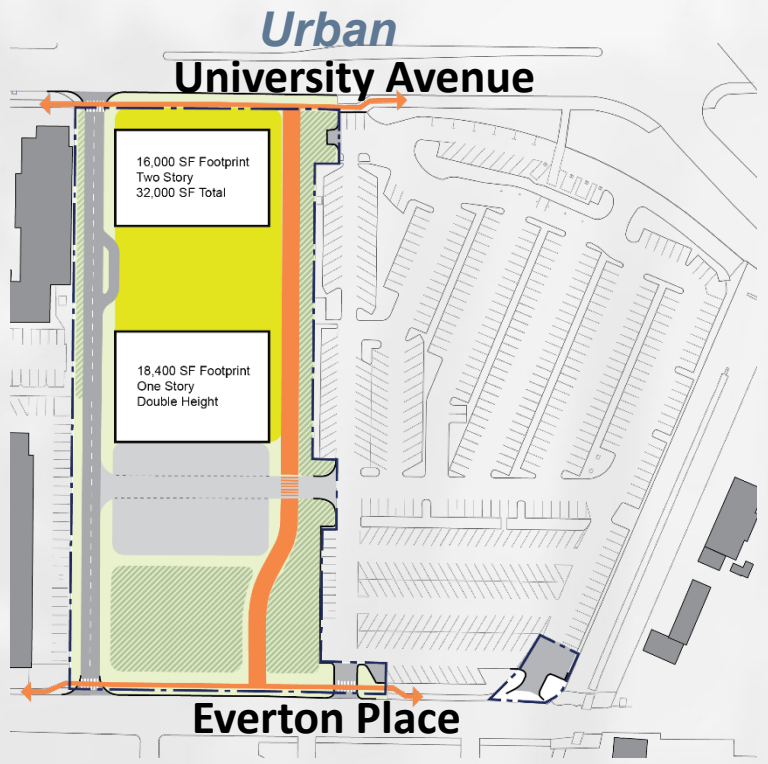 Urban
University Avenue
16,000 SF Footprint
Two Story
32,000 SF Total
18,400 SF Footprint
One Story
Double Height
Everton Place